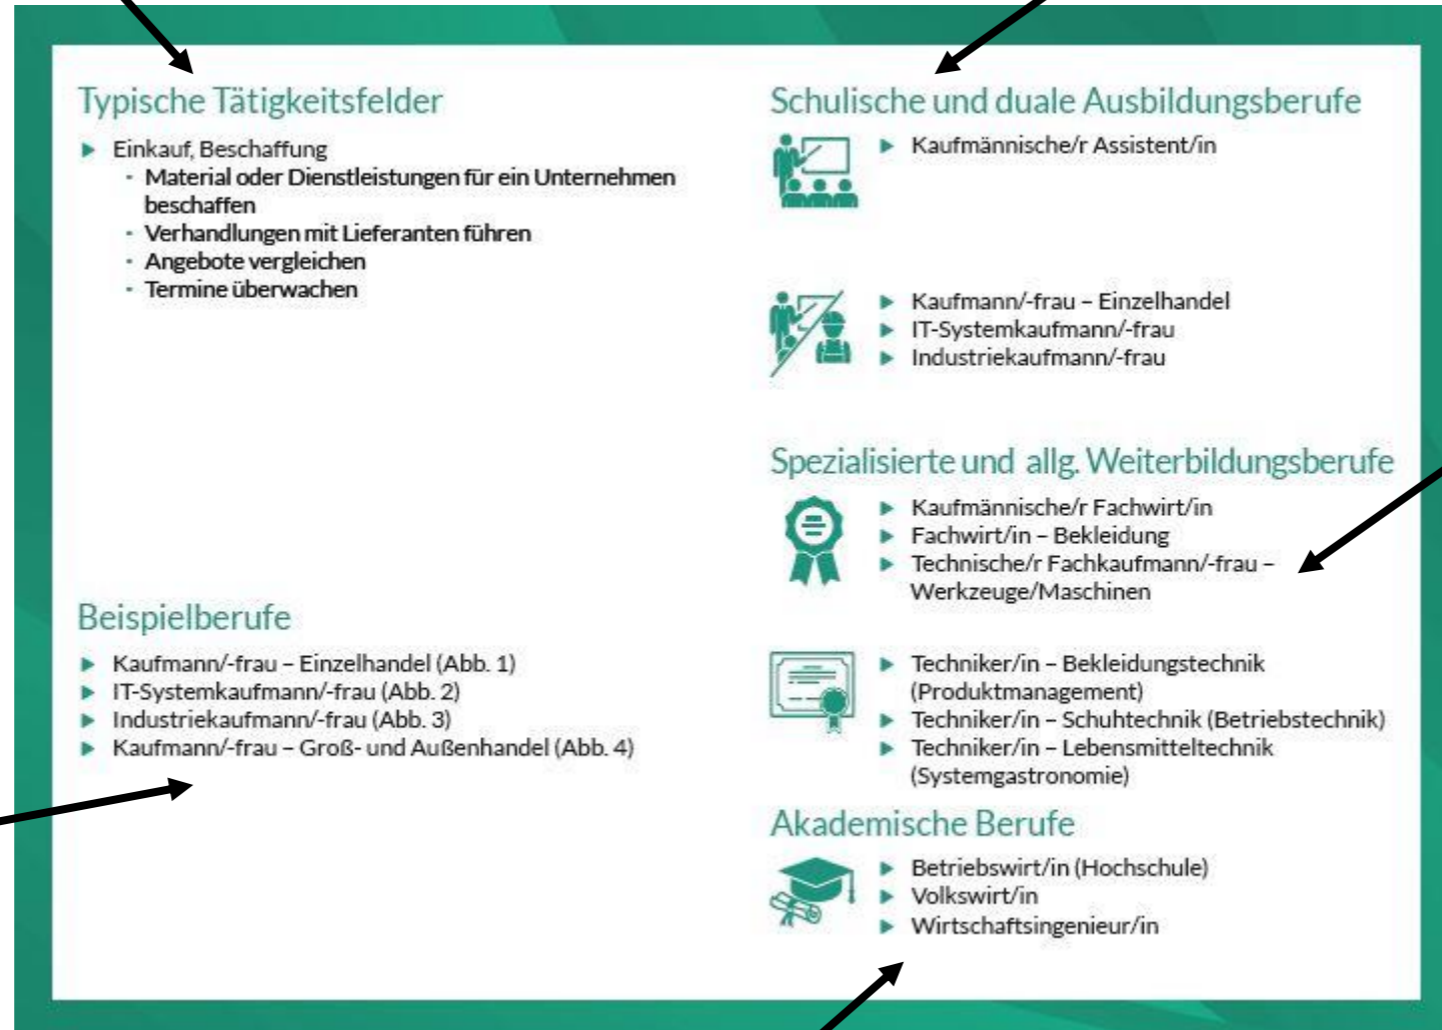 Typische Tätigkeitsfelder
Einkauf, Beschaffung
Material oder Dienstleistungen für ein Unternehmen
beschaffen
Verhandlungen mit Lieferanten führen
Angebote vergleichen
Termine überwachen
Beispielberufe
Kaufmann/-frau – Einzelhandel (Abb. 1)
IT-Systemkaufmann/-frau (Abb. 2)
Industriekaufmann/-frau (Abb. 3)
Kaufmann/-frau – Groß- und Außenhandel (Abb. 4)
Schulische und duale Ausbildungsberufe
Kaufmännische/r Assistent/in
Kaufmann/-frau – Einzelhandel
IT-Systemkaufmann/-frau
Industriekaufmann/-frau
Spezialisierte und allg. Weiterbildungsberufe
Kaufmännische/r Fachwirt/in
Fachwirt/in – Bekleidung
Technische/r Fachkaufmann/-frau –
Werkzeuge/Maschinen
Techniker/in – Bekleidungstechnik
(Produktmanagement)
Techniker/in – Schuhtechnik (Betriebstechnik)
Techniker/in – Lebensmitteltechnik
(Systemgastronomie)
Akademische Berufe
Betriebswirt/in (Hochschule)
Volkswirt/in
Wirtschaftsingenieur/in